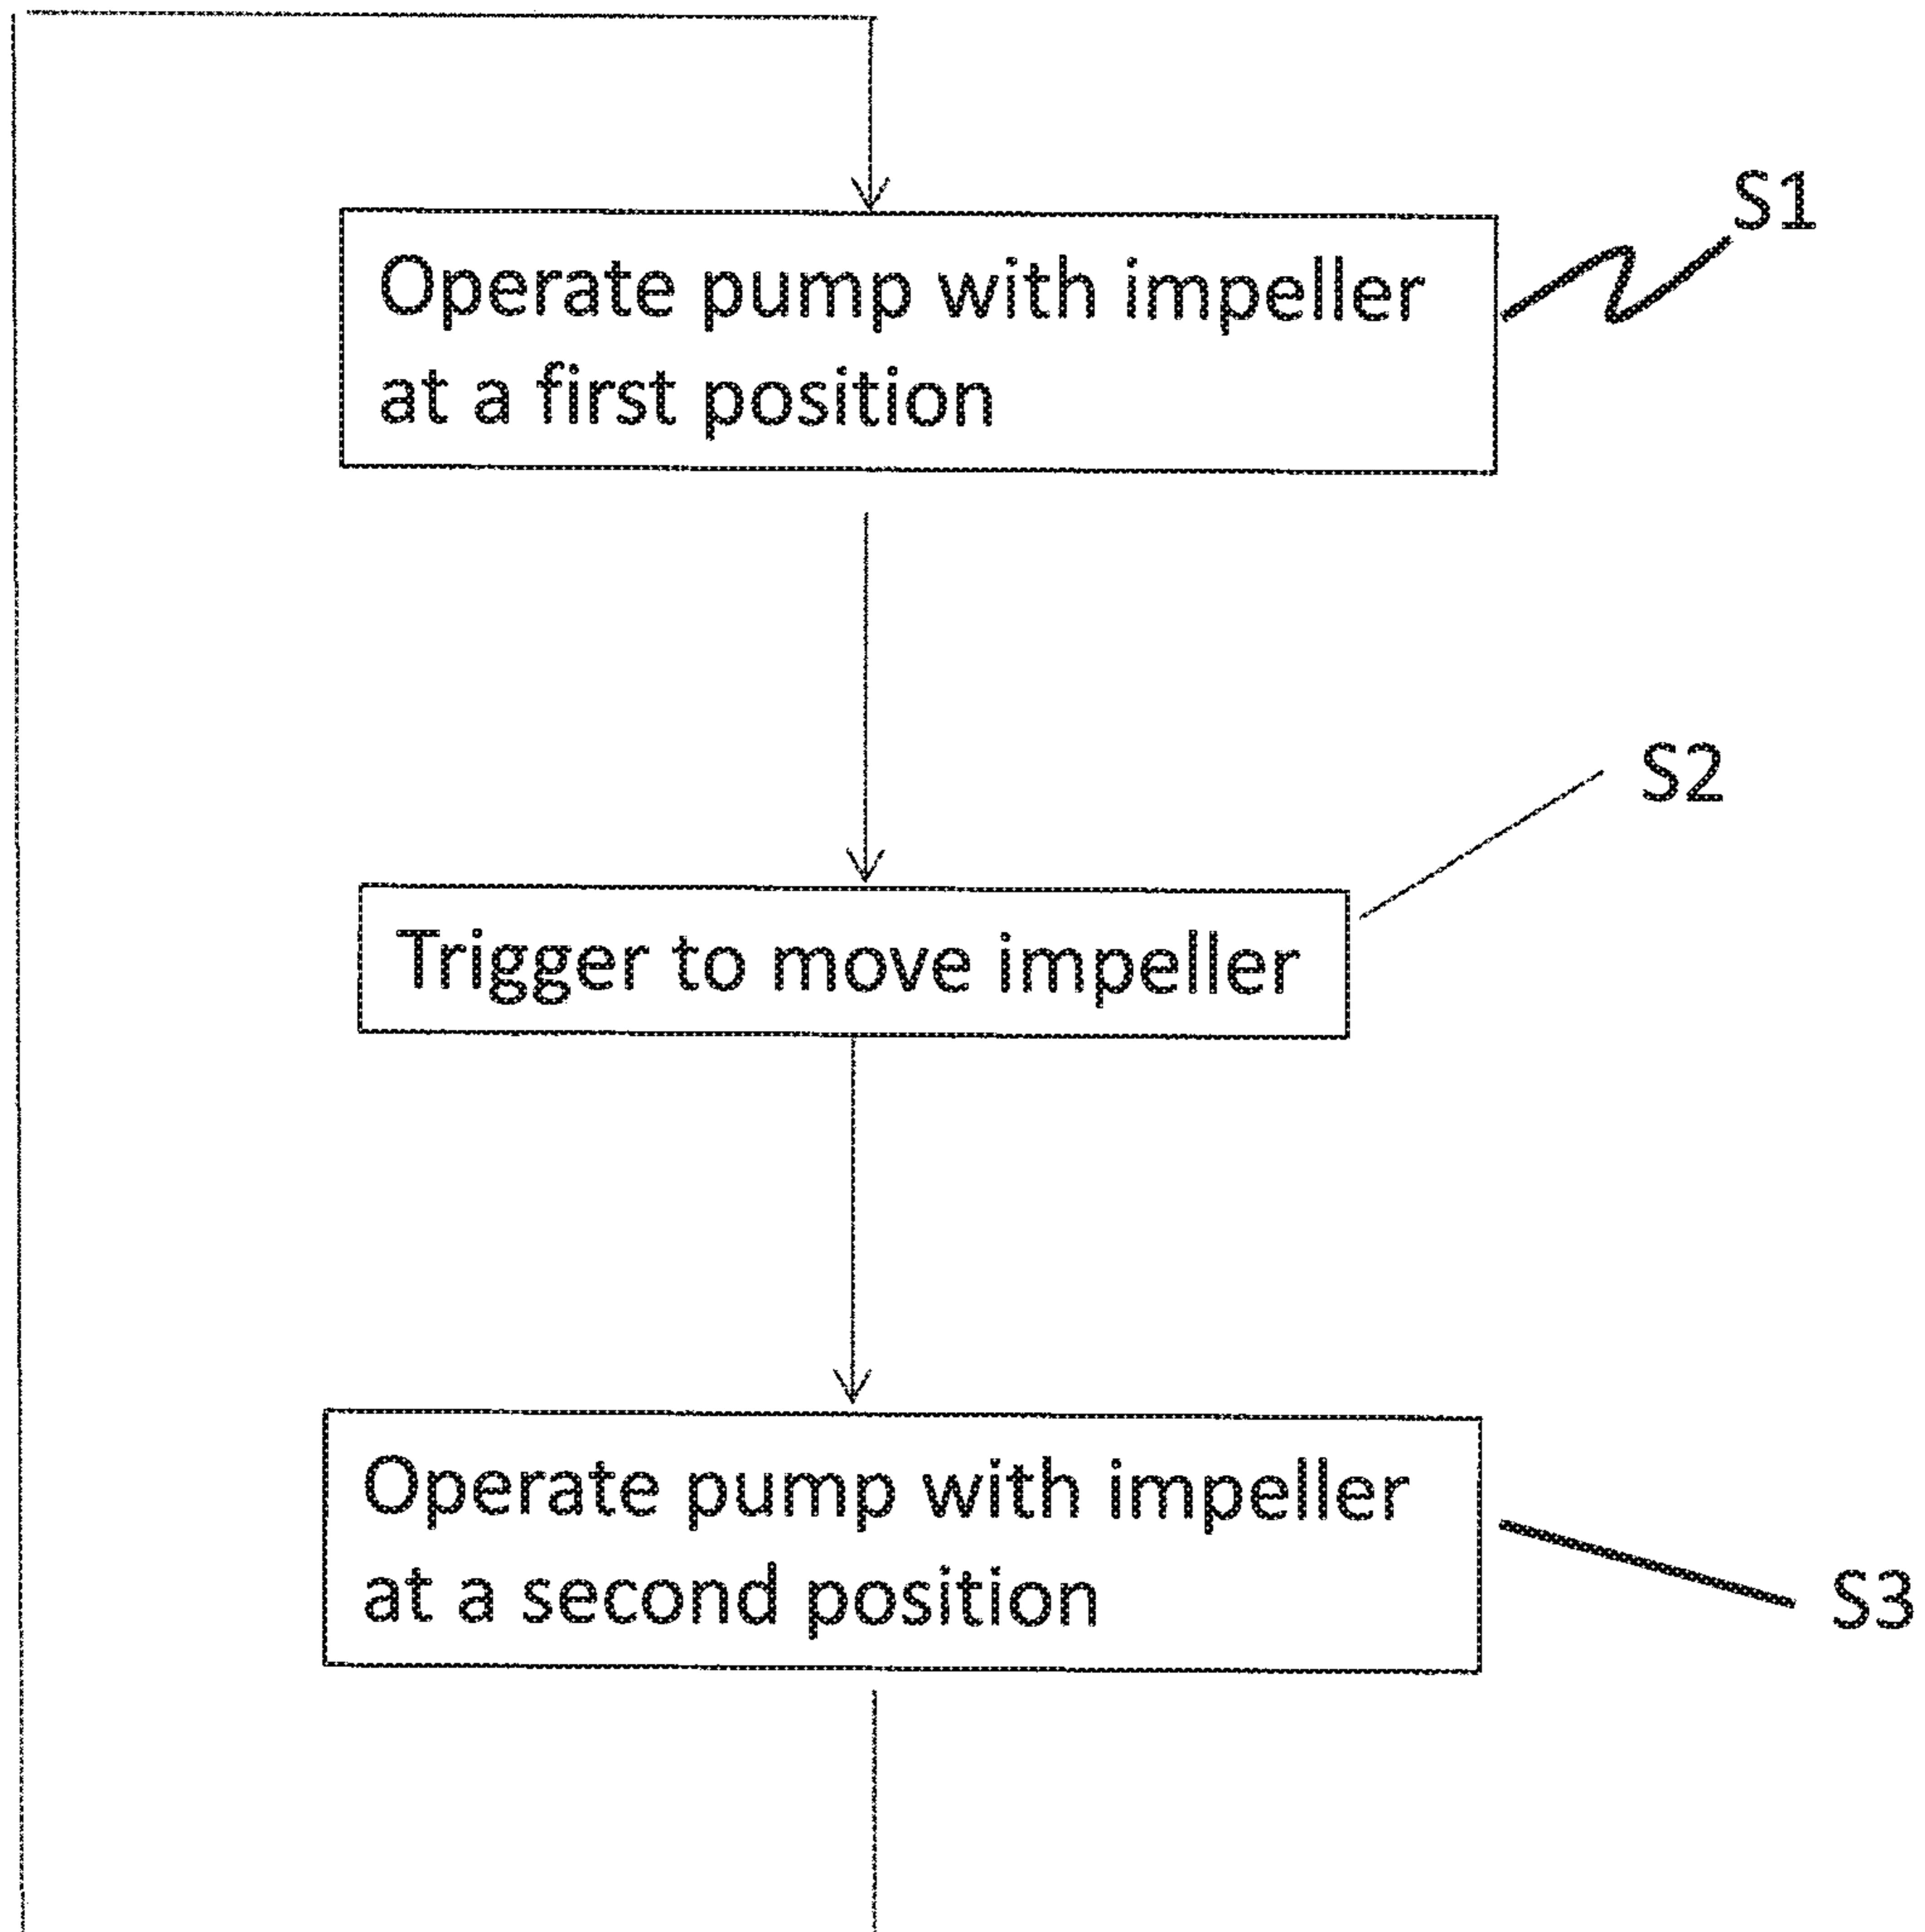 S1
Operate pump with impeller
at a first position
S2
Trigger to move impeller
Operate pump with impeller
at a second position
S3